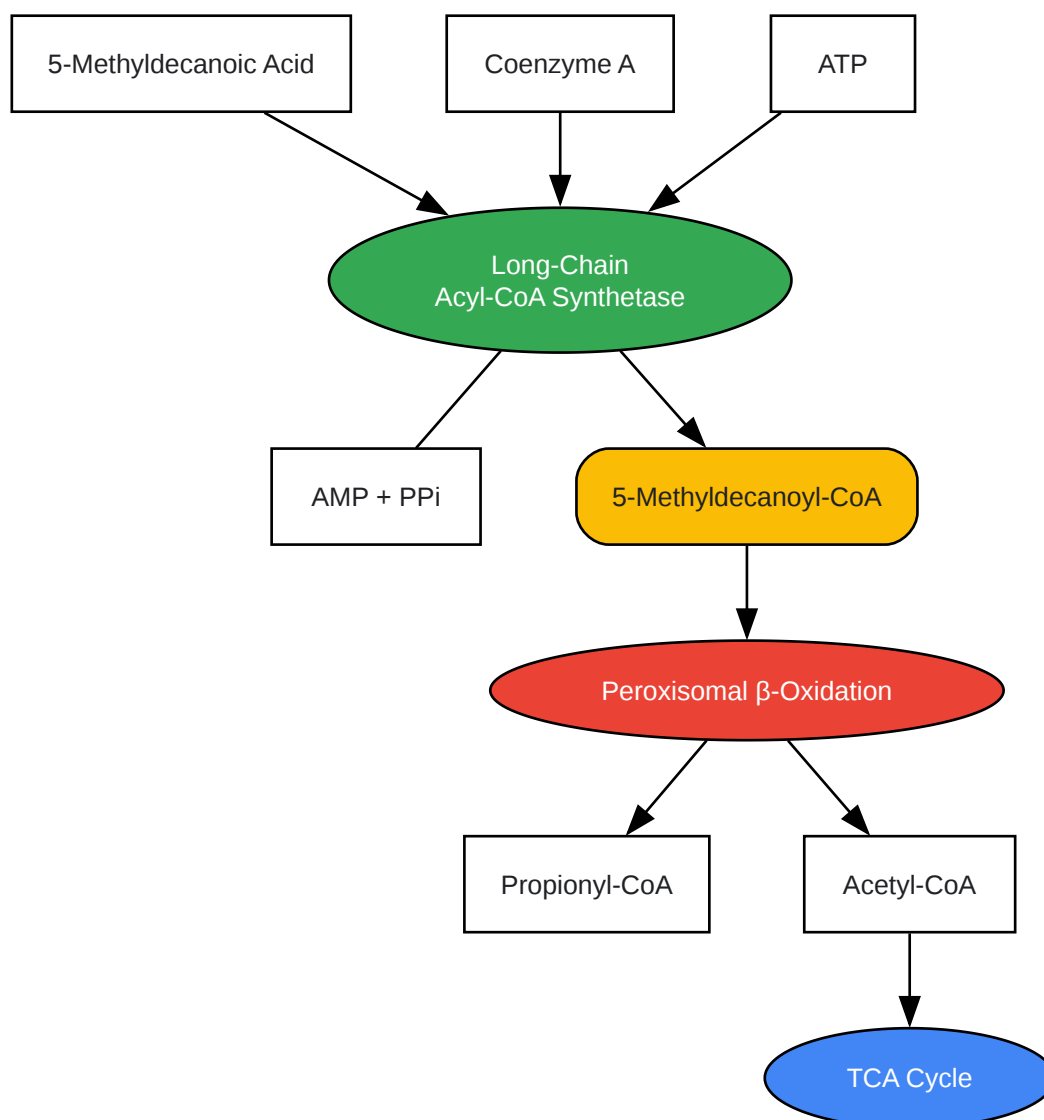 5-Methyldecanoic Acid
Coenzyme A
ATP
Long-Chain
Acyl-CoA Synthetase
AMP + PPi
5-Methyldecanoyl-CoA
Peroxisomal β-Oxidation
Propionyl-CoA
Acetyl-CoA
TCA Cycle